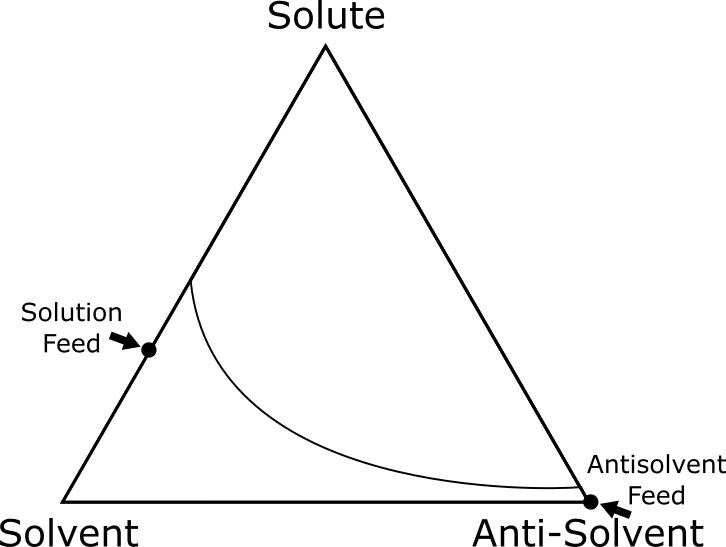 Solute
Solution
Feed
Antisolvent
Feed
Solvent
Anti-Solvent